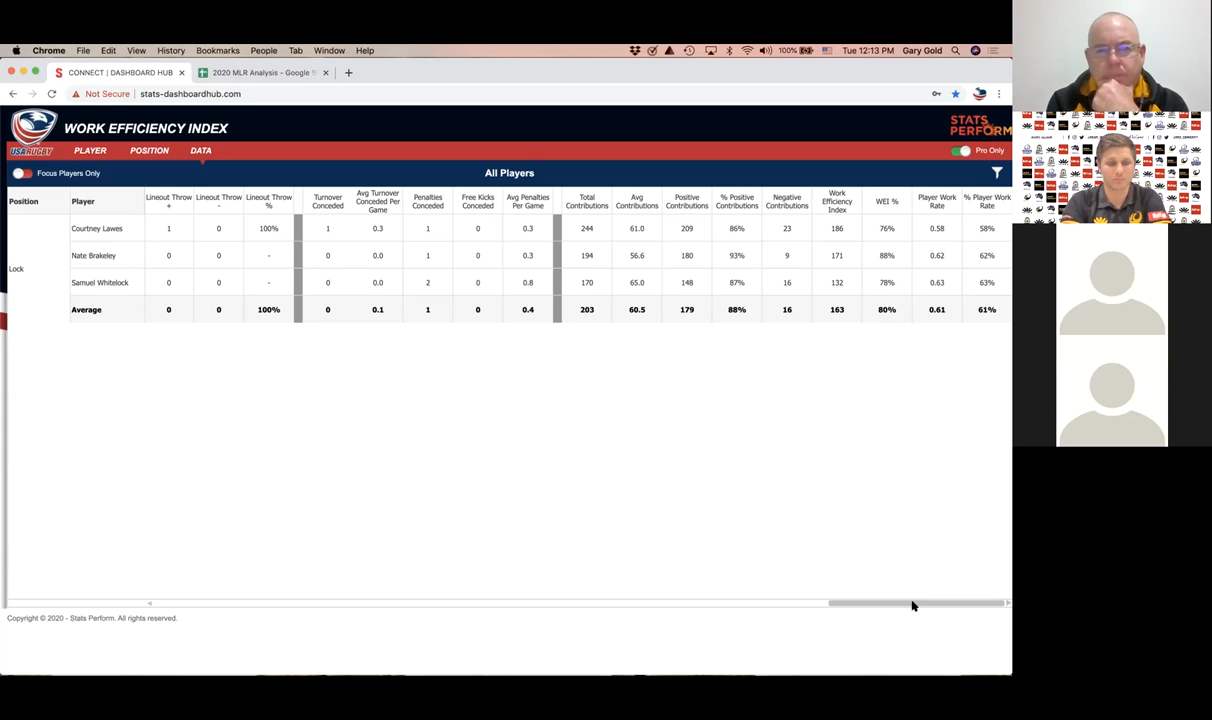 Chrome File Edit View History Bookmarks People Tab Window Help 100% Tue 12:13 PM Gary Gold
CONNECT | DASHBOARD HUB 2020 MLR Analysis - Google
Not Secure stats-dashboardhub.com
WORK EFFICIENCY INDEX
STATS PERFORM
USA RUGBY
PLAYER POSITION DATA Pro Only
Focus Players Only All Players
Position Player Lineout Throw + Lineout Throw - Lineout Throw % Turnover Conceded Avg Turnover Conceded Per Game Penalties Conceded Free Kicks Conceded Avg Penalties Per Game Total Contributions Avg Contributions Positive Contributions % Positive Contributions Negative Contributions Work Efficiency Index WEI % Player Work Rate % Player Work Rate
Courtney Lawes 1 0 100% 1 0.3 1 0 0.3 244 61.0 209 86% 23 186 76% 0.58 58%
Nate Brakeley 0 0 - 0 0.0 1 0 0.3 194 56.6 180 93% 9 171 88% 0.62 62%
Lock
Samuel Whitelock 0 0 - 0 0.0 2 0 0.8 170 65.0 148 87% 16 132 78% 0.63 63%
Average 0 0 100% 0 0.1 1 0 0.4 203 60.5 179 88% 16 163 80% 0.61 61%
Copyright © 2020 - Stats Perform. All rights reserved.